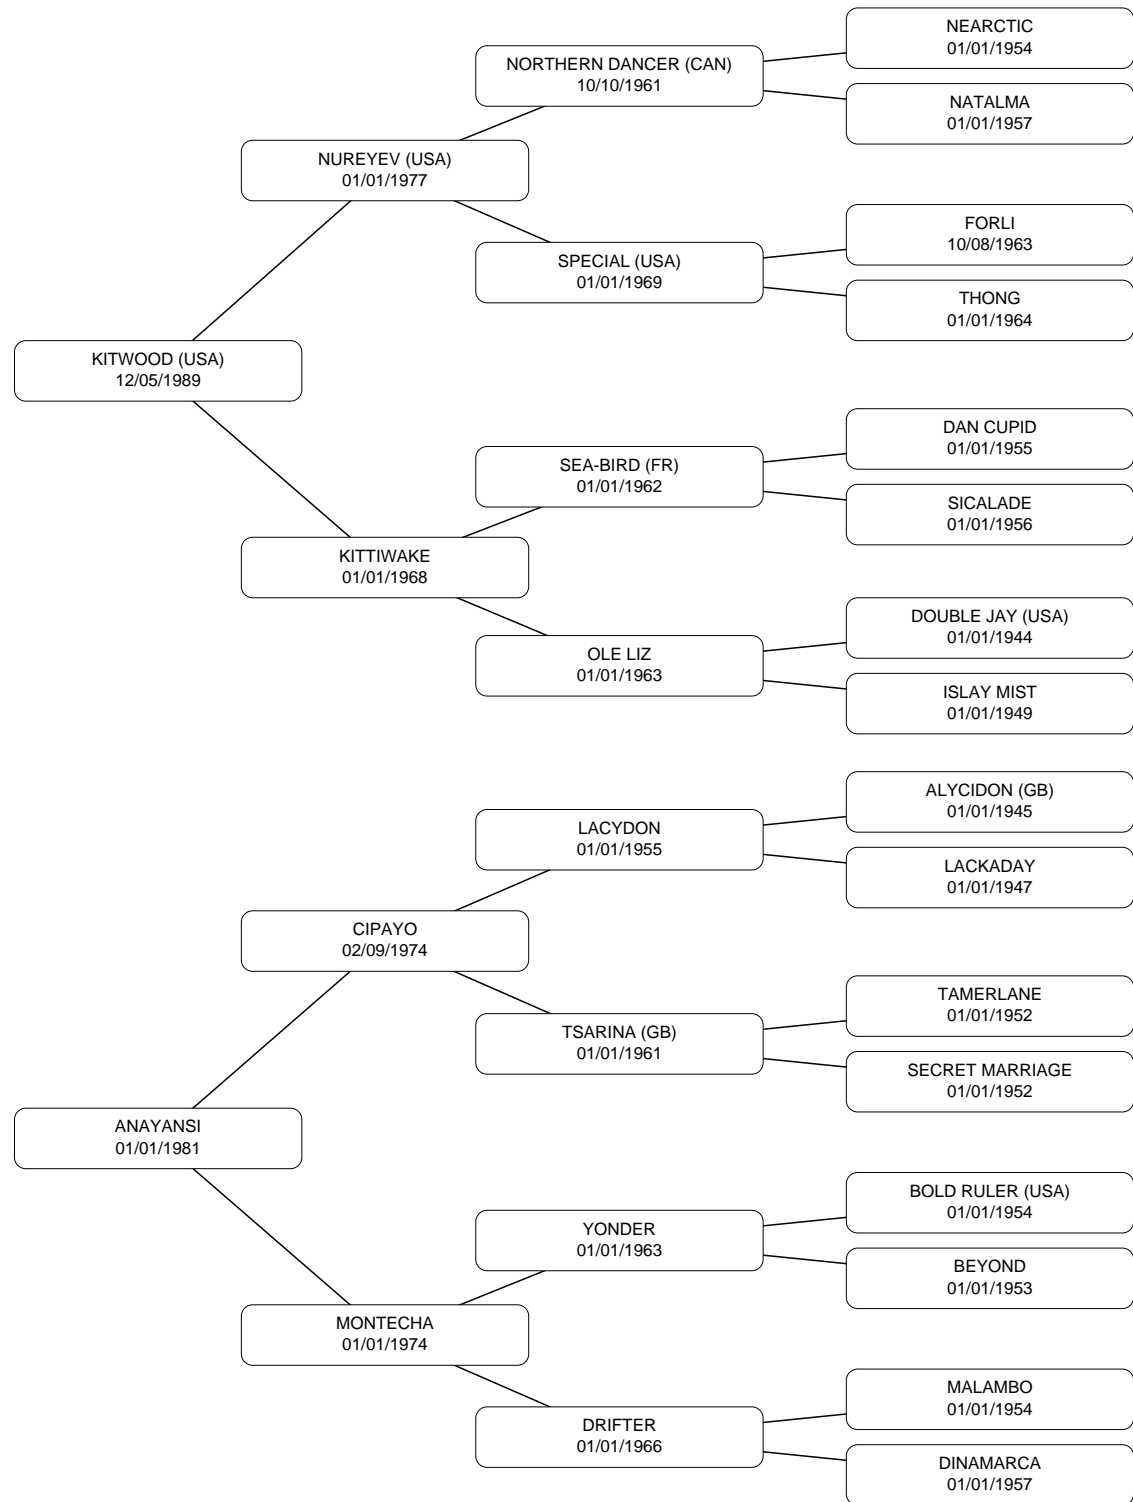 NEARCTIC
01/01/1954
NORTHERN DANCER (CAN)
10/10/1961
NATALMA
01/01/1957
NUREYEV (USA)
01/01/1977
FORLI
10/08/1963
SPECIAL (USA)
01/01/1969
THONG
01/01/1964
KITWOOD (USA)
12/05/1989
DAN CUPID
01/01/1955
SEA-BIRD (FR)
01/01/1962
SICALADE
01/01/1956
KITTIWAKE
01/01/1968
DOUBLE JAY (USA)
01/01/1944
OLE LIZ
01/01/1963
ISLAY MIST
01/01/1949
ALYCIDON (GB)
01/01/1945
LACYDON
01/01/1955
LACKADAY
01/01/1947
CIPAYO
02/09/1974
TAMERLANE
01/01/1952
TSARINA (GB)
01/01/1961
SECRET MARRIAGE
01/01/1952
ANAYANSI
01/01/1981
BOLD RULER (USA)
01/01/1954
YONDER
01/01/1963
BEYOND
01/01/1953
MONTECHA
01/01/1974
MALAMBO
01/01/1954
DRIFTER
01/01/1966
DINAMARCA
01/01/1957